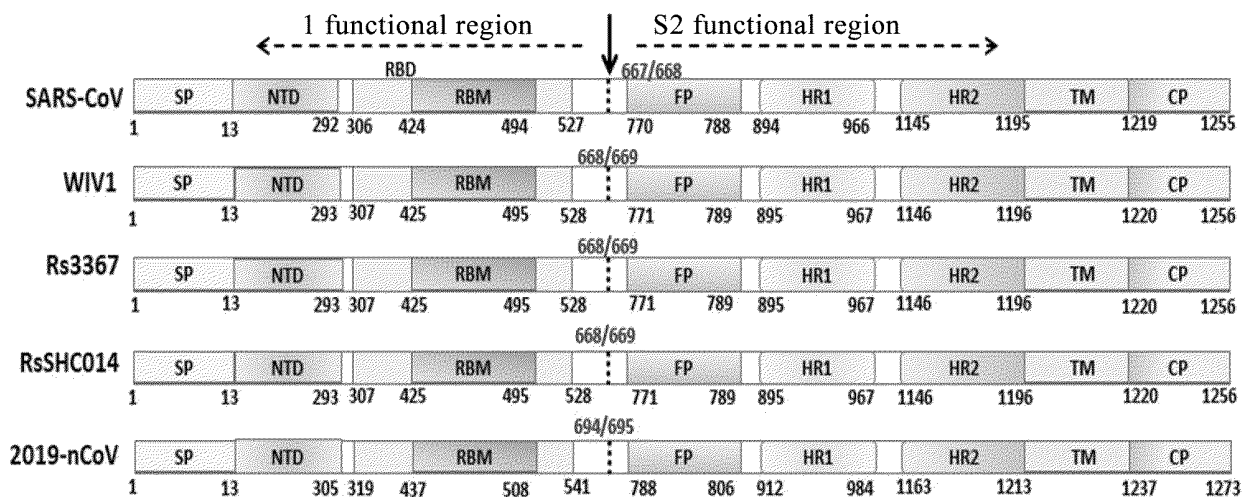 1 functional region S2 functional region
RBD 667/668
SARS-CoV SP NTD RBM FP HR1 HR2 TM CP
1 13 292 306 424 494 527 770 788 894 966 1145 1195 1219 1255
668/669
WIV1 SP NTD RBM FP HR1 HR2 TM CP
1 13 293 307 425 495 528 771 789 895 967 1146 1196 1220 1256
668/669
Rs3367 SP NTD RBM FP HR1 HR2 TM CP
1 13 293 307 425 495 528 771 789 895 967 1146 1196 1220 1256
668/669
RsSHC014 SP NTD RBM FP HR1 HR2 TM CP
1 13 293 307 425 495 528 771 789 895 967 1146 1196 1220 1256
694/695
2019-nCoV SP NTD RBM FP HR1 HR2 TM CP
1 13 305 319 437 508 541 788 806 912 984 1163 1213 1237 1273